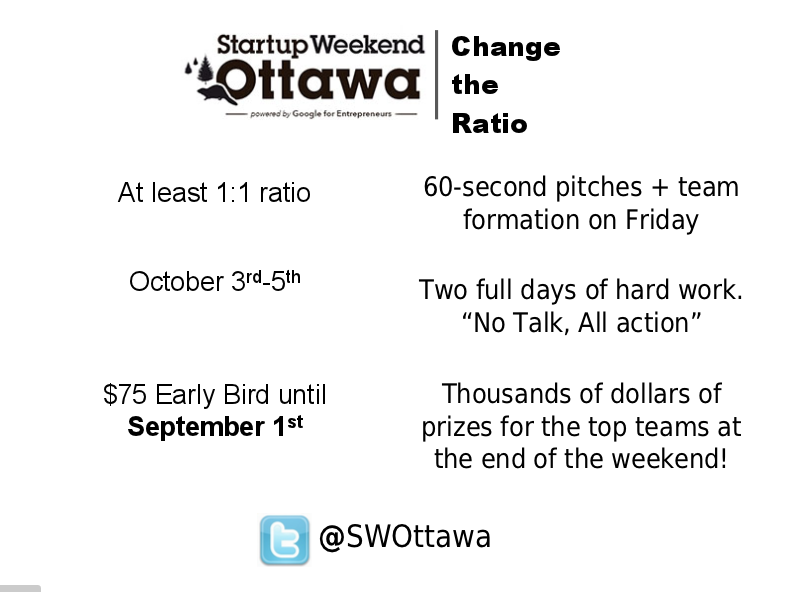 Startup Weekend
Ottawa
powered by Google for Entrepreneurs
Change
the
Ratio
At least 1:1 ratio
October 3rd-5th
$75 Early Bird until
September 1st
60-second pitches + team
formation on Friday
Two full days of hard work.
“No Talk, All action”
Thousands of dollars of
prizes for the top teams at
the end of the weekend!
@SWOttawa